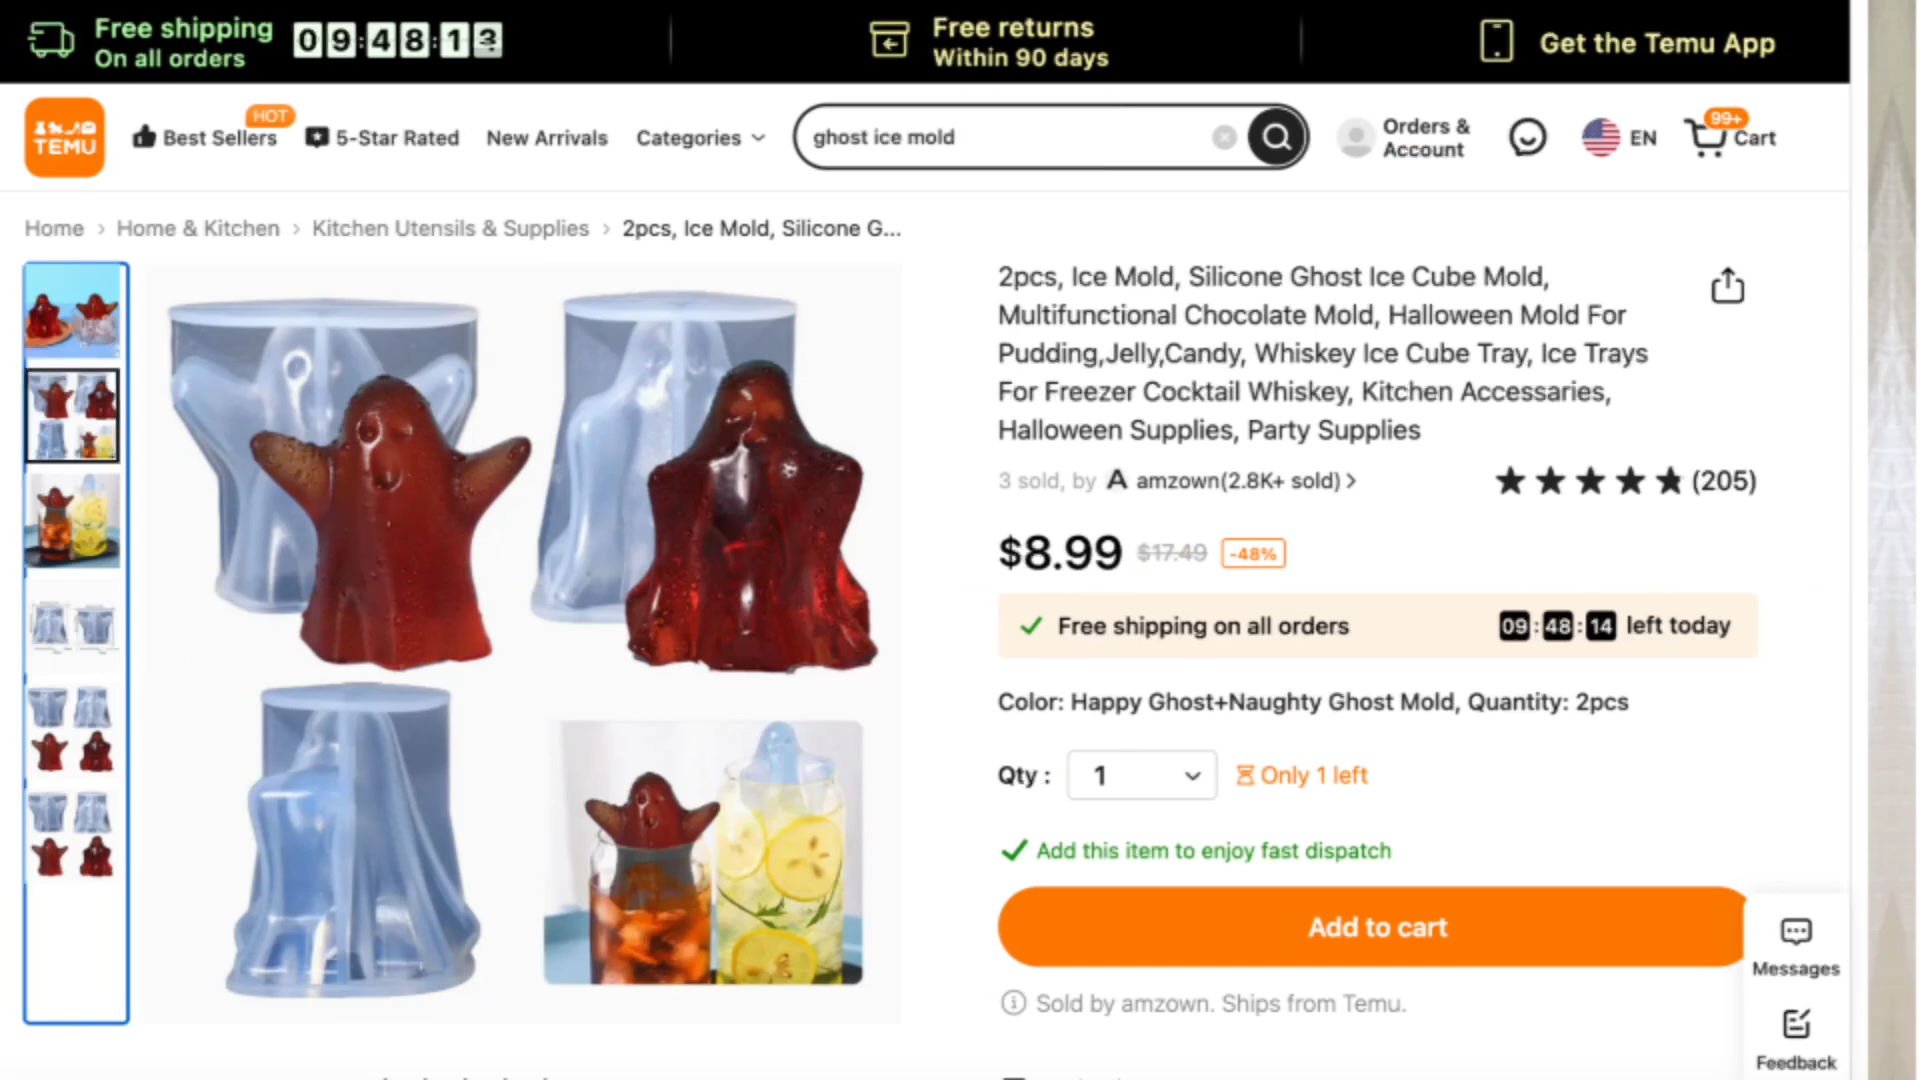 Free shipping
On all orders
09:48:13
Free returns
Within 90 days
Get the Temu App
TEMU
Best Sellers
HOT
5-Star Rated
New Arrivals
Categories
ghost ice mold
Orders &
Account
EN
99+
Cart
Home › Home & Kitchen › Kitchen Utensils & Supplies › 2pcs, Ice Mold, Silicone G...
2pcs, Ice Mold, Silicone Ghost Ice Cube Mold,
Multifunctional Chocolate Mold, Halloween Mold For
Pudding,Jelly,Candy, Whiskey Ice Cube Tray, Ice Trays
For Freezer Cocktail Whiskey, Kitchen Accessaries,
Halloween Supplies, Party Supplies
3 sold, by A amzown(2.8K+ sold) >
(205)
$8.99 $17.49 -48%
Free shipping on all orders
09:48:14 left today
Color: Happy Ghost+Naughty Ghost Mold, Quantity: 2pcs
Qty : 1
Only 1 left
Add this item to enjoy fast dispatch
Add to cart
Sold by amzown. Ships from Temu.
Messages
Feedback